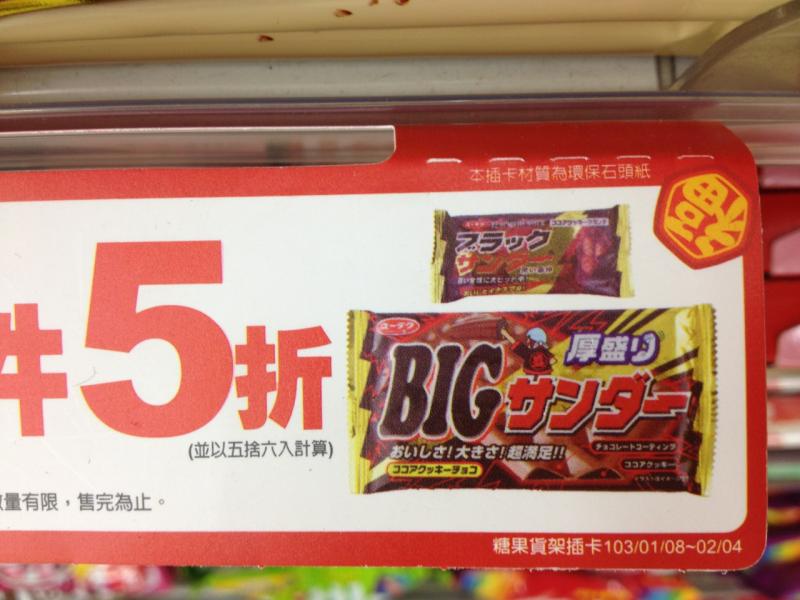 本插卡材質為環保石頭紙
件5折
(並以五捨六入計算)
數量有限，售完為止。
ブラック
サンダー
ユーラク
BIG
厚盛り
サンダー
おいしさ!大きさ!超満足!!
ココアクッキーチョコ
チョコレートコーティング
ココアクッキー
糖果貨架插卡103/01/08~02/04